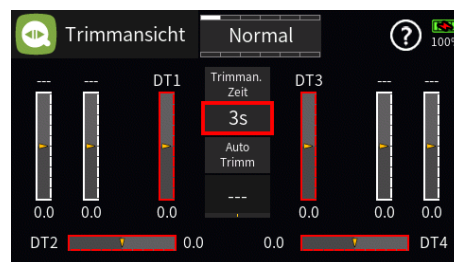 Trimmansicht
Normal
?
100%
---
---
DT1
Trimman.
Zeit
DT3
---
---
3s
Auto
Trimm
---
0.0
0.0
0.0
0.0
0.0
0.0
DT2
0.0
0.0
DT4